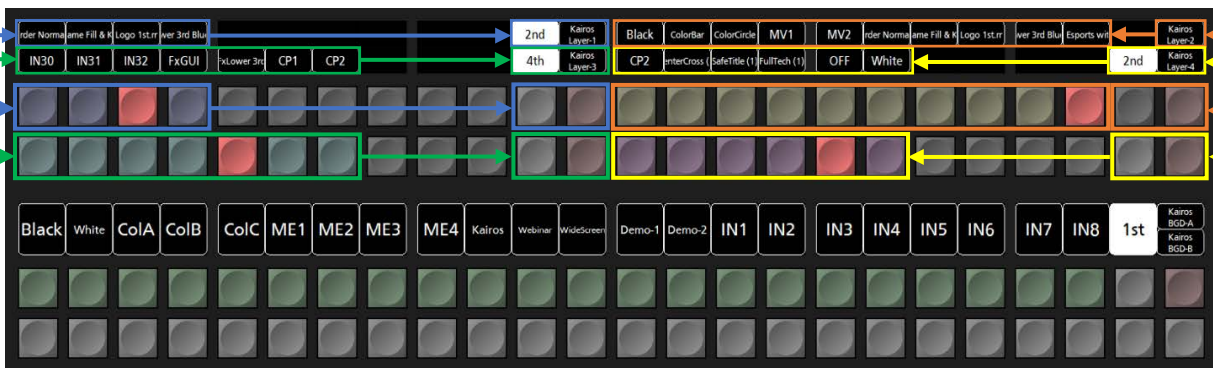 rder Norma ame Fill & K Logo 1st.rr wer 3rd Blu 2nd Kairos Layer-1 Black ColorBar ColorCircle MV1 MV2 rder Norma ame Fill & K Logo 1st.rr wer 3rd Blu Esports wit Kairos Layer-2
IN30 IN31 IN32 FxGUI FxLower 3rd CP1 CP2 4th Kairos Layer-3 CP2 enterCross ( SafeTitle (1) FullTech (1) OFF White 2nd Kairos Layer-4
Black White ColA ColB ColC ME1 ME2 ME3 ME4 Kairos Webinar WideScreen Demo-1 Demo-2 IN1 IN2 IN3 IN4 IN5 IN6 IN7 IN8 1st Kairos BGD-A Kairos BGD-B